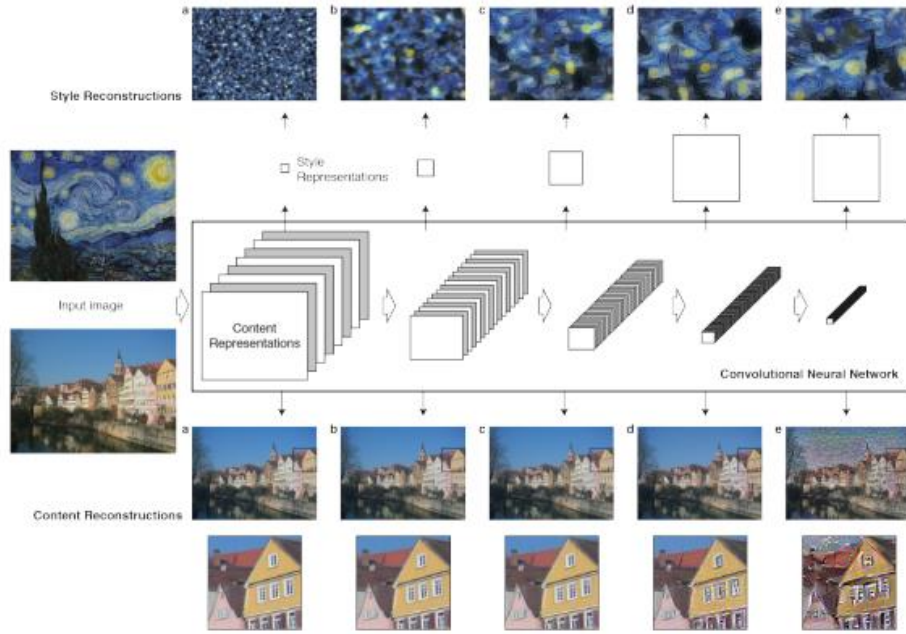 a b c d e
Style Reconstructions
Style
Representations
Input image
Content
Representations
Convolutional Neural Network
a b c d e
Content Reconstructions